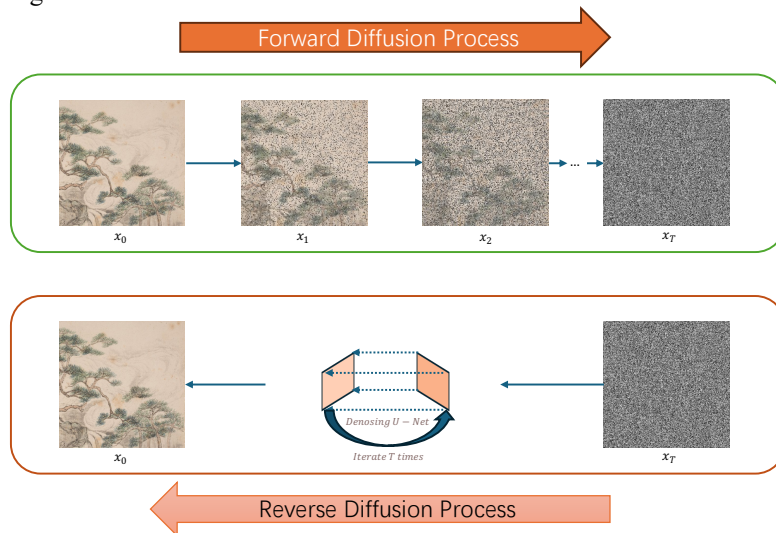 Forward Diffusion Process
...
x0
x1
x2
xT
Denosing U − Net
Iterate T times
x0
xT
Reverse Diffusion Process